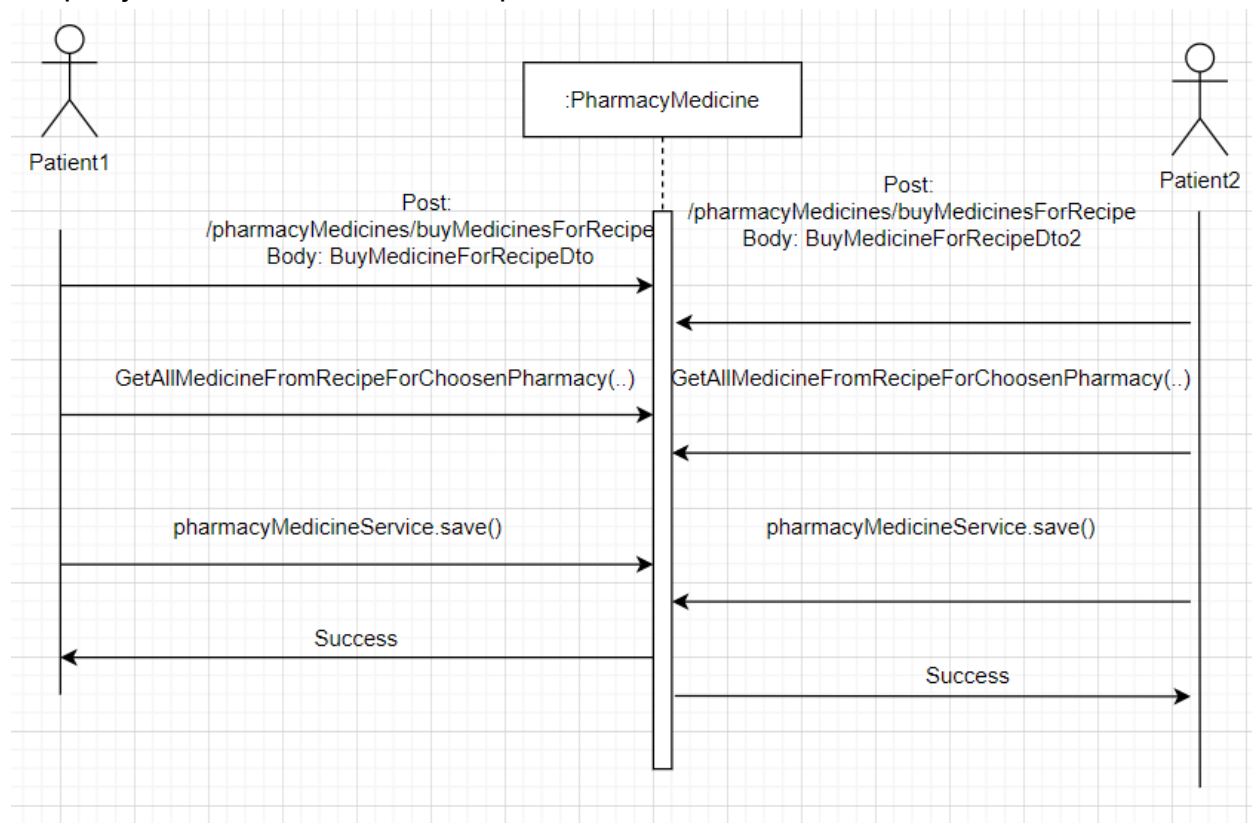 :PharmacyMedicine
Patient1
Patient2
Post:
/pharmacyMedicines/buyMedicinesForRecipe
Body: BuyMedicineForRecipeDto
Post:
/pharmacyMedicines/buyMedicinesForRecipe
Body: BuyMedicineForRecipeDto2
GetAllMedicineFromRecipeForChoosenPharmacy(..)
GetAllMedicineFromRecipeForChoosenPharmacy(..)
pharmacyMedicineService.save()
pharmacyMedicineService.save()
Success
Success